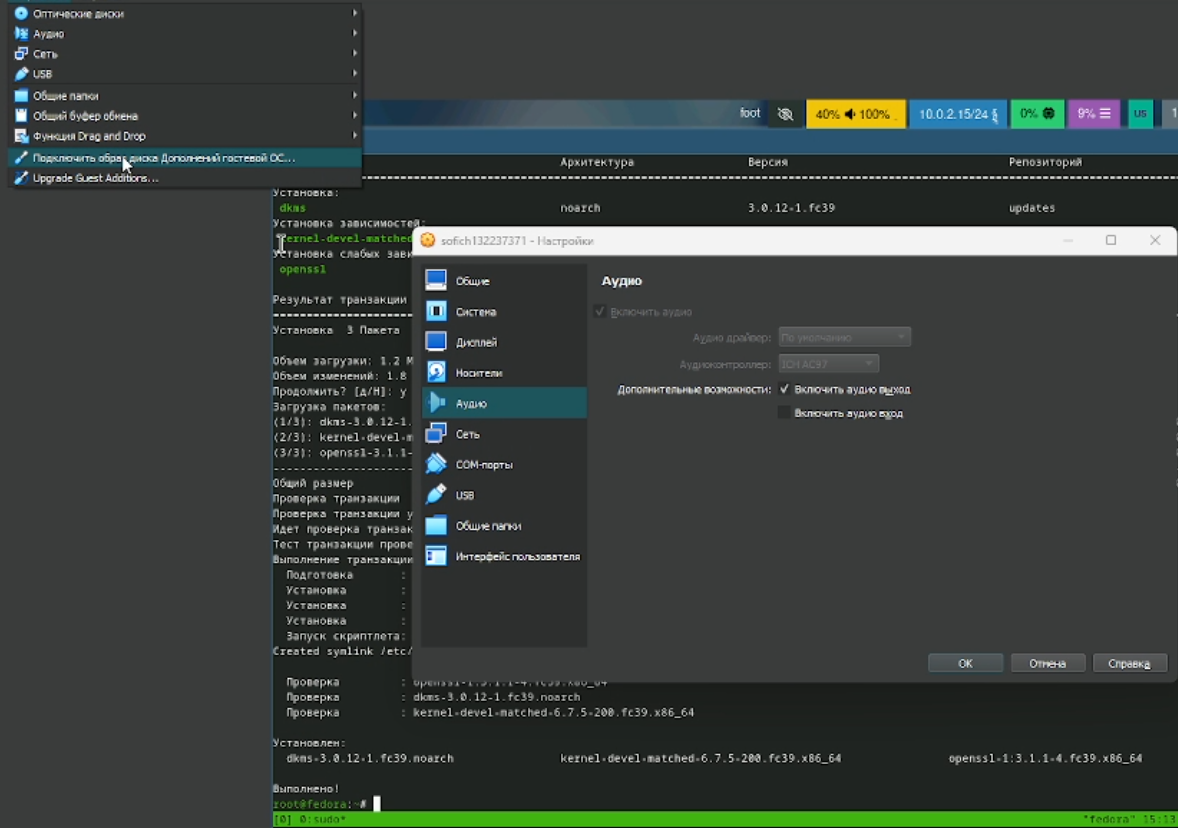 Оптические диски
Аудио
Сеть
USB
Общие папки
Общий буфер обмена
Функция Drag and Drop
Подключить образ диска Дополнений гостевой ОС...
Upgrade Guest Additions...
foot 40% 100% 10.0.2.15/24 0% 9% us
Архитектура Версия Репозиторий
Установка:
dkms noarch 3.0.12-1.fc39 updates
Установка зависимостей:
kernel-devel-matched
Установка слабых зави
openssl
Результат транзакции
Установка 3 Пакета
Объем загрузки: 1.2 M
Объем изменений: 1.8
Продолжить? [д/Н]: y
Загрузка пакетов:
(1/3): dkms-3.0.12-1.
(2/3): kernel-devel-m
(3/3): openssl-3.1.1-
Общий размер
Проверка транзакции
Проверка транзакции у
Идет проверка транзак
Тест транзакции прове
Выполнение транзакции
Подготовка :
Установка :
Установка :
Установка :
Запуск скриптлета:
Created symlink /etc/
Проверка : openssl-1:3.1.1-4.fc39.x86_64
Проверка : dkms-3.0.12-1.fc39.noarch
Проверка : kernel-devel-matched-6.7.5-200.fc39.x86_64
Установлен:
dkms-3.0.12-1.fc39.noarch kernel-devel-matched-6.7.5-200.fc39.x86_64 openssl-1:3.1.1-4.fc39.x86_64
Выполнено!
root@fedora:~#
[0] 0:sudo* "fedora" 15:13
sofich132237371 - Настройки
Общие
Система
Дисплей
Носители
Аудио
Сеть
COM-порты
USB
Общие папки
Интерфейс пользователя
Аудио
Включить аудио
Аудио драйвер: По умолчанию
Аудиоконтроллер: ICH AC97
Дополнительные возможности: Включить аудио выход
Включить аудио вход
OK Отмена Справка